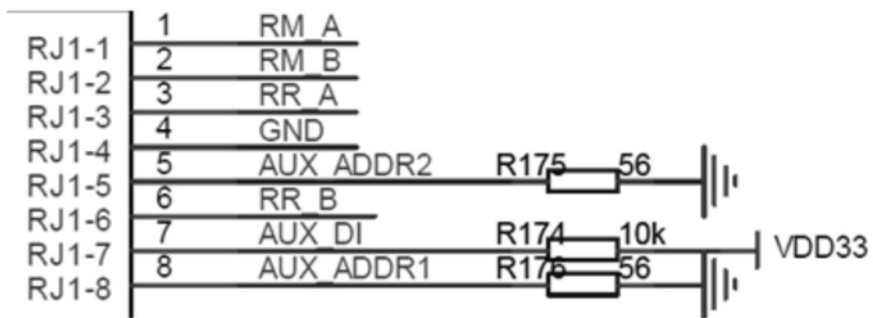 1 RM_A
RJ1-1
2 RM_B
RJ1-2
3 RR_A
RJ1-3
4 GND
RJ1-4
5 AUX_ADDR2 R175 56
RJ1-5
6 RR_B
RJ1-6
7 AUX_DI R174 10k VDD33
RJ1-7
8 AUX_ADDR1 R176 56
RJ1-8